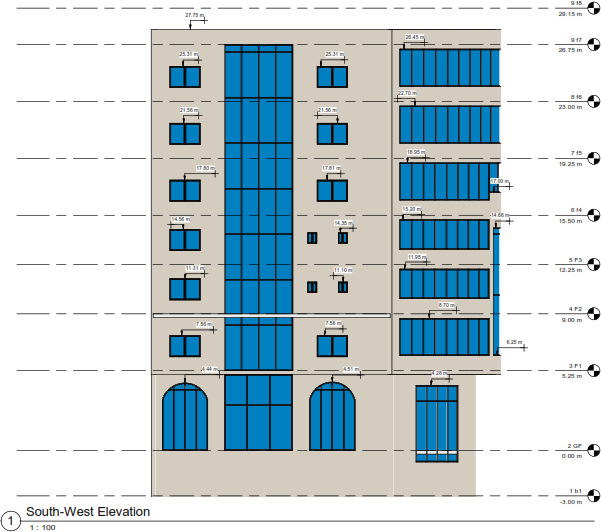 9 f8
29.15 m
27.75 m
9 f7
26.75 m
26.45 m
25.31 m
25.31 m
8 f6
23.00 m
22.70 m
21.56 m
21.56 m
7 f5
19.25 m
18.95 m
17.80 m
17.81 m
17.80 m
6 f4
15.50 m
15.20 m
14.56 m
14.35 m
14.66 m
5 F3
12.25 m
11.95 m
11.31 m
11.10 m
4 F2
9.00 m
8.70 m
7.56 m
7.56 m
6.25 m
3 F1
5.25 m
4.44 m
4.51 m
4.28 m
2 GF
0.00 m
1 b1
-3.00 m
1
South-West Elevation
1 : 100